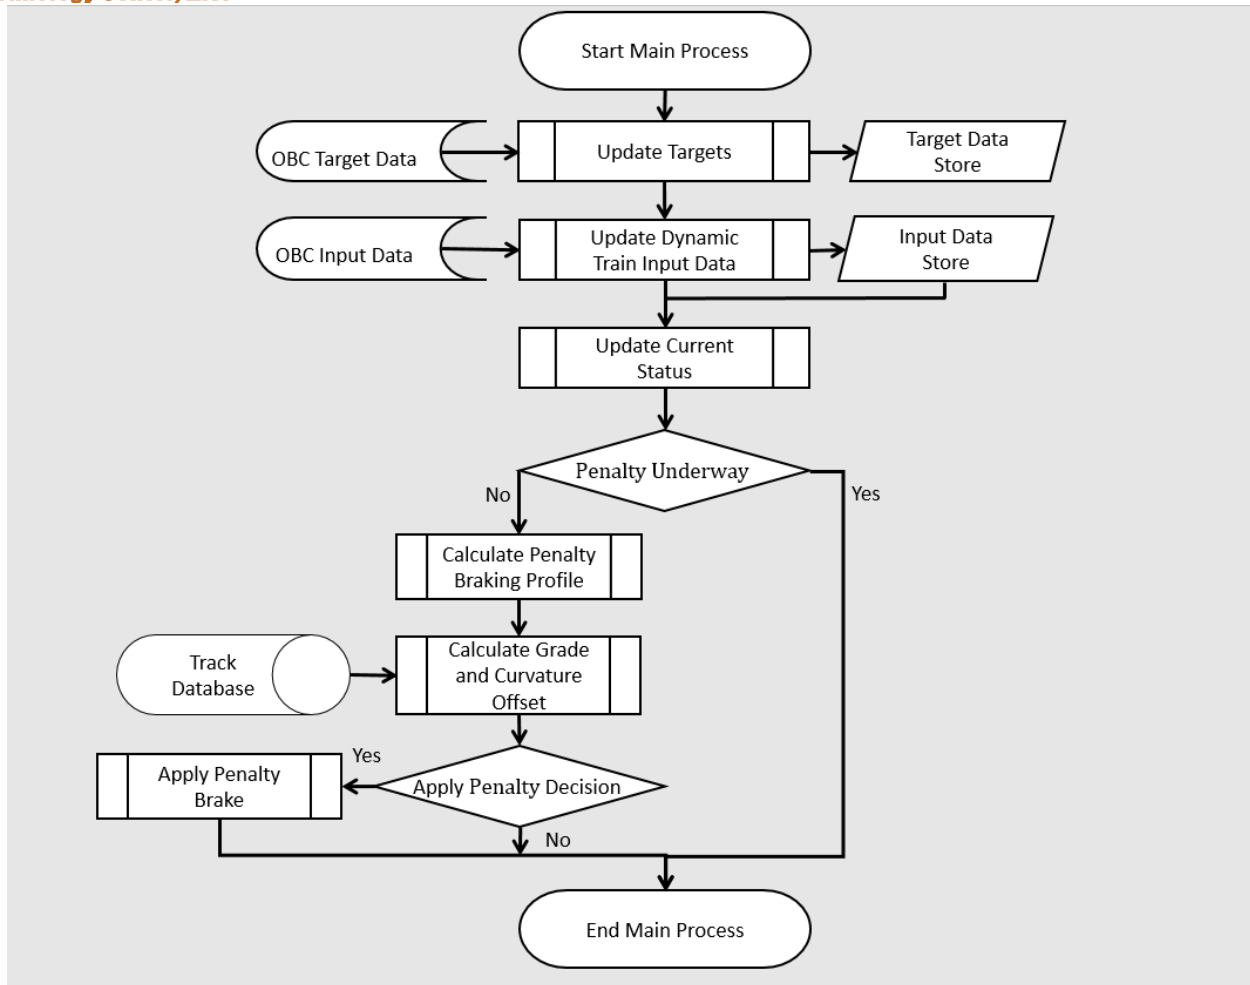 Start Main Process
OBC Target Data
Update Targets
Target Data
Store
OBC Input Data
Update Dynamic
Train Input Data
Input Data
Store
Update Current
Status
Penalty Underway
No
Yes
Calculate Penalty
Braking Profile
Track
Database
Calculate Grade
and Curvature
Offset
Yes
Apply Penalty
Brake
Apply Penalty Decision
No
End Main Process